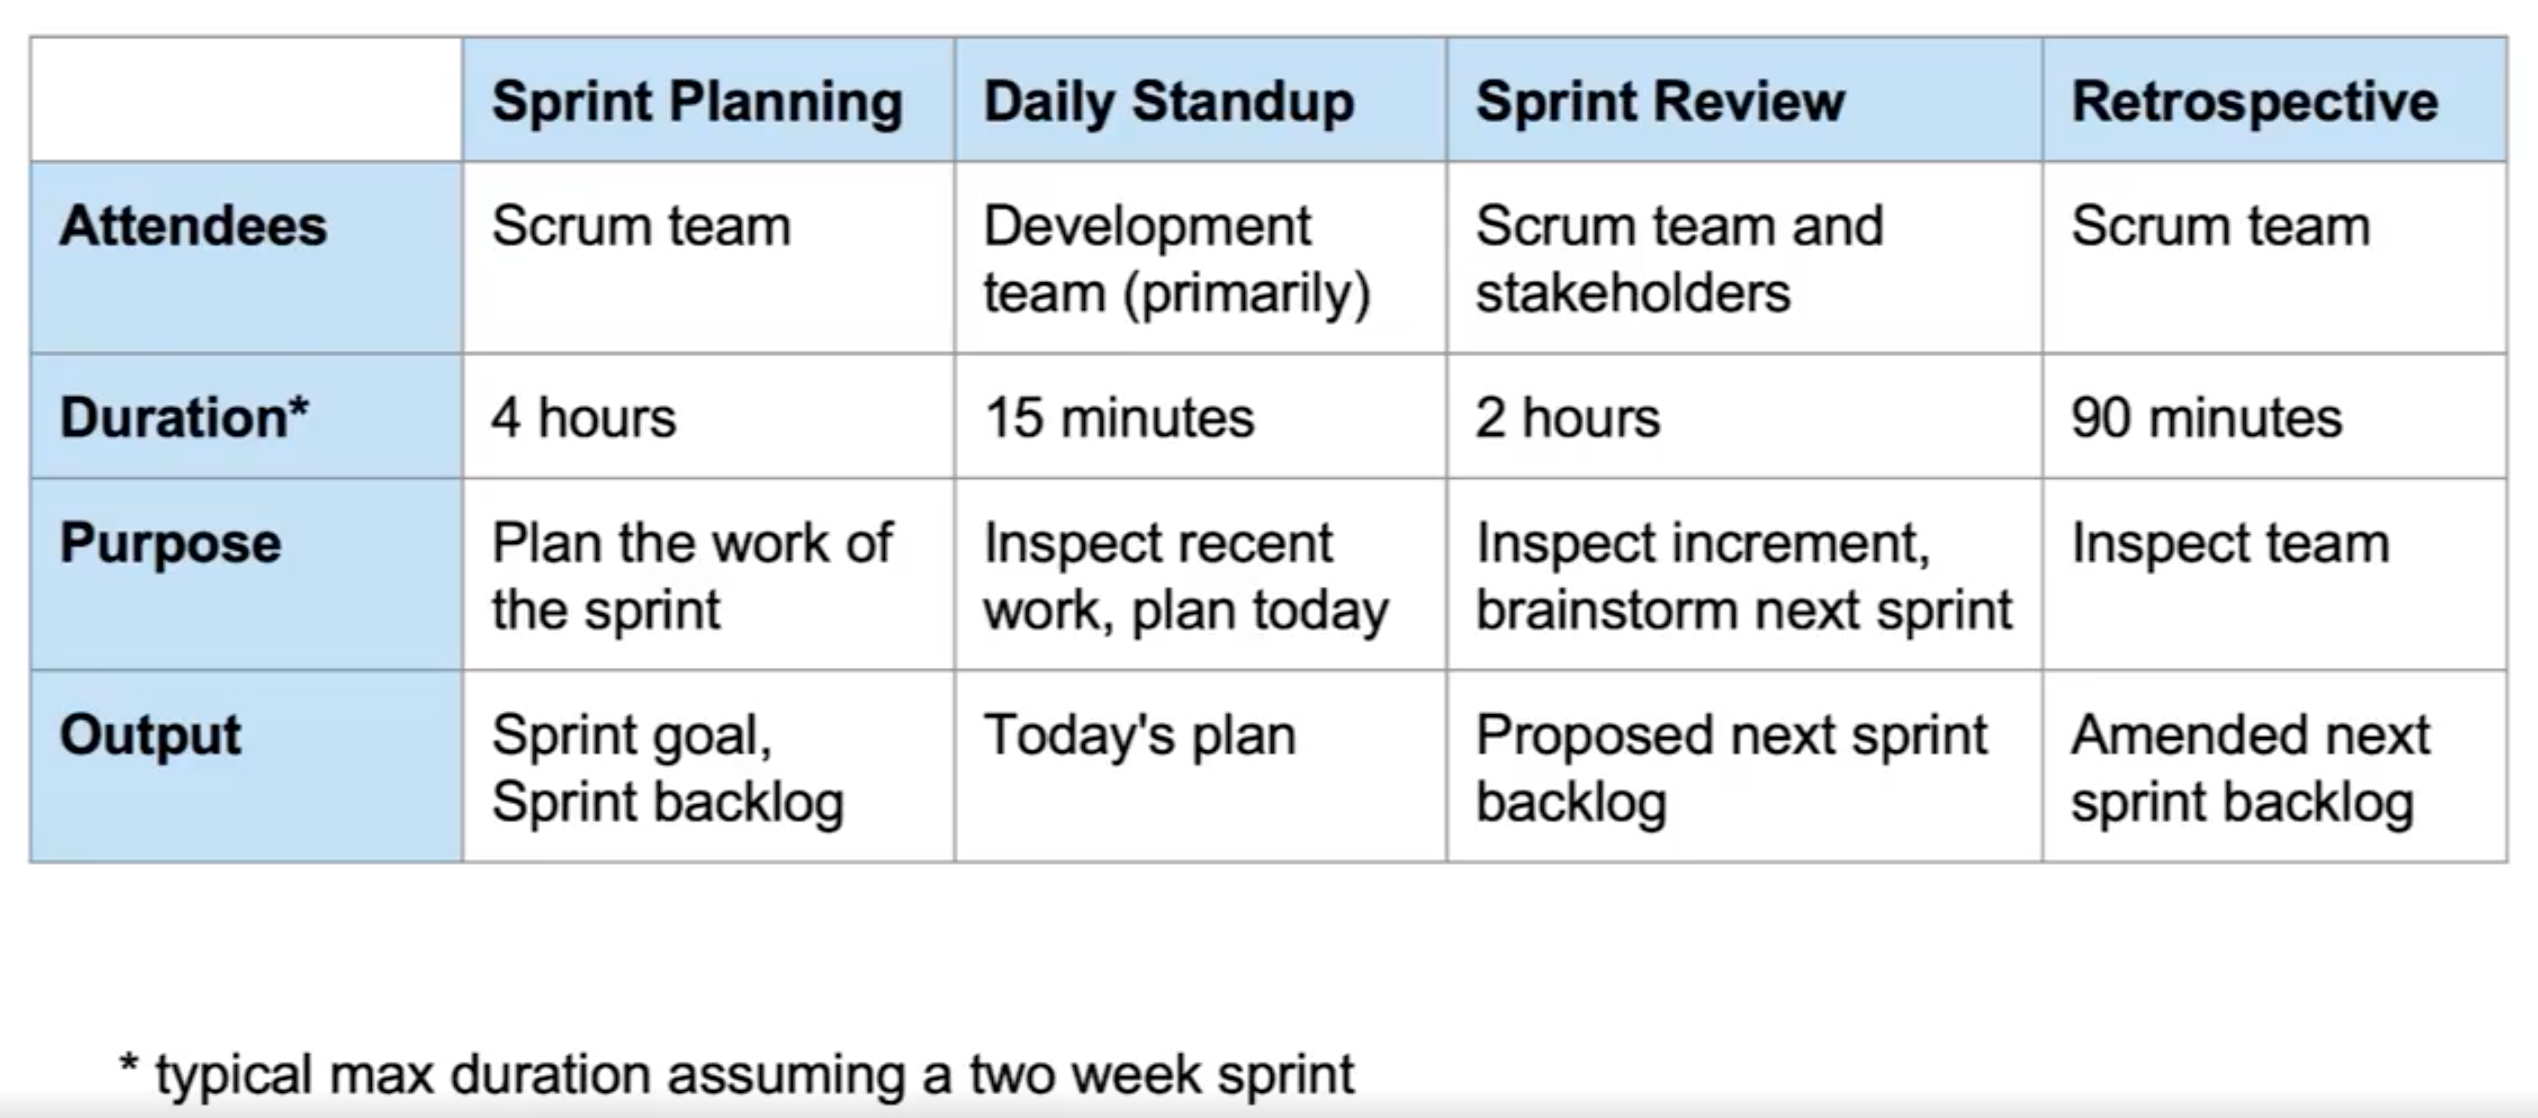 Sprint Planning Daily Standup Sprint Review Retrospective
Attendees Scrum team Development Scrum team and Scrum team
team (primarily) stakeholders
Duration* 4 hours 15 minutes 2 hours 90 minutes
Purpose Plan the work of Inspect recent Inspect increment, Inspect team
the sprint work, plan today brainstorm next sprint
Output Sprint goal, Today's plan Proposed next sprint Amended next
Sprint backlog backlog sprint backlog
* typical max duration assuming a two week sprint